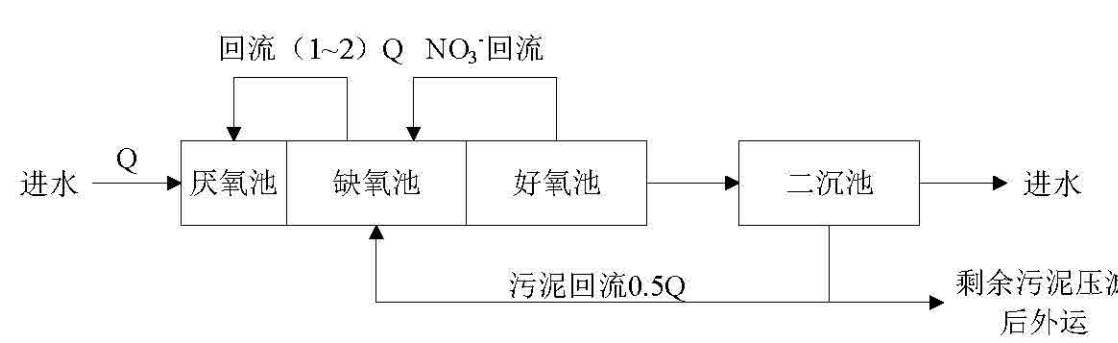 回流（1~2）Q NO₃⁻回流
进水
Q
厌氧池
缺氧池
好氧池
二沉池
进水
污泥回流0.5Q
剩余污泥压
后外运